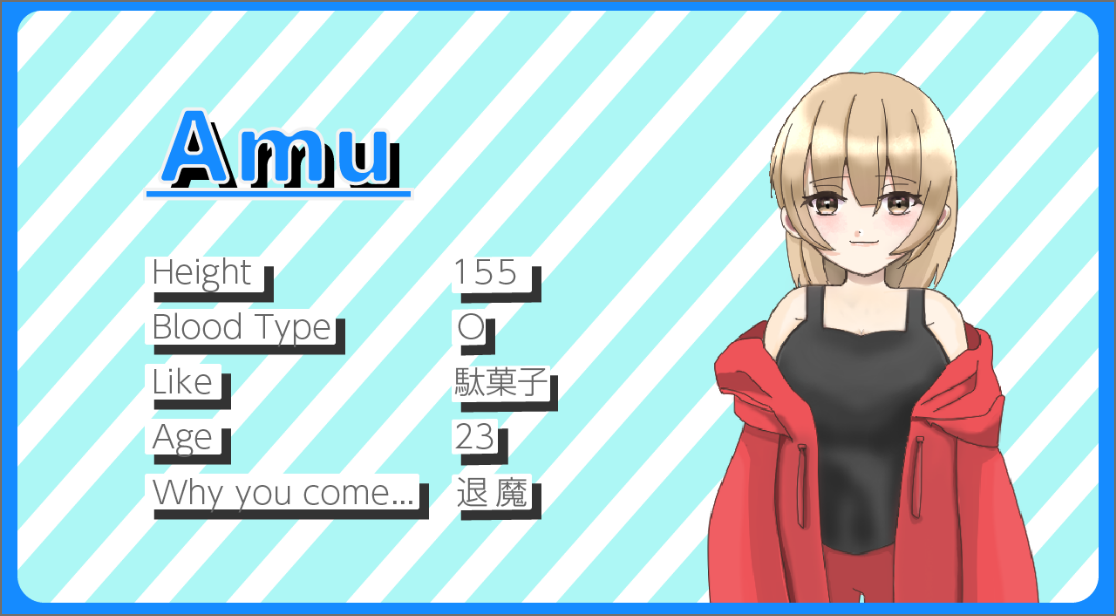 Amu
Height 155
Blood Type O
Like 駄菓子
Age 23
Why you come... 退魔